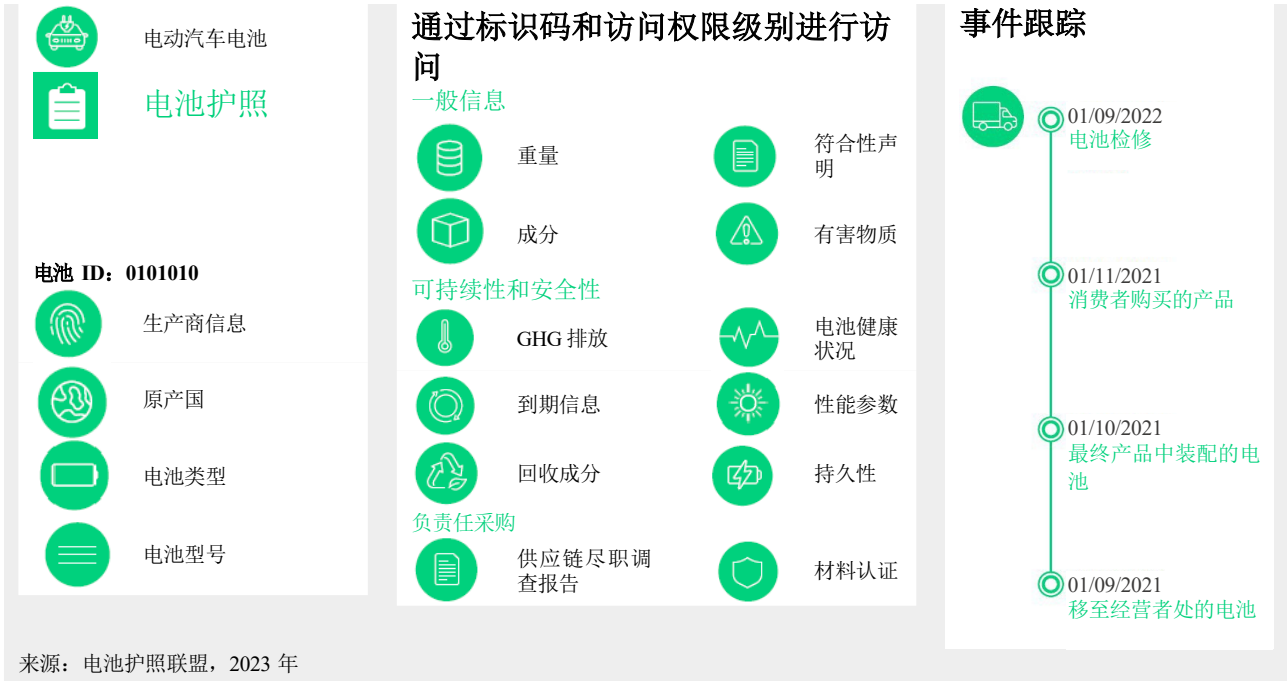 电动汽车电池
电池护照
电池 ID：0101010
生产商信息
原产国
电池类型
电池型号
通过标识码和访问权限级别进行访
问
一般信息
重量
符合性声
明
成分
有害物质
可持续性和安全性
GHG 排放
电池健康
状况
到期信息
性能参数
回收成分
持久性
负责任采购
供应链尽职调
查报告
材料认证
事件跟踪
01/09/2022
电池检修
01/11/2021
消费者购买的产品
01/10/2021
最终产品中装配的电
池
01/09/2021
移至经营者处的电池
来源：电池护照联盟，2023 年